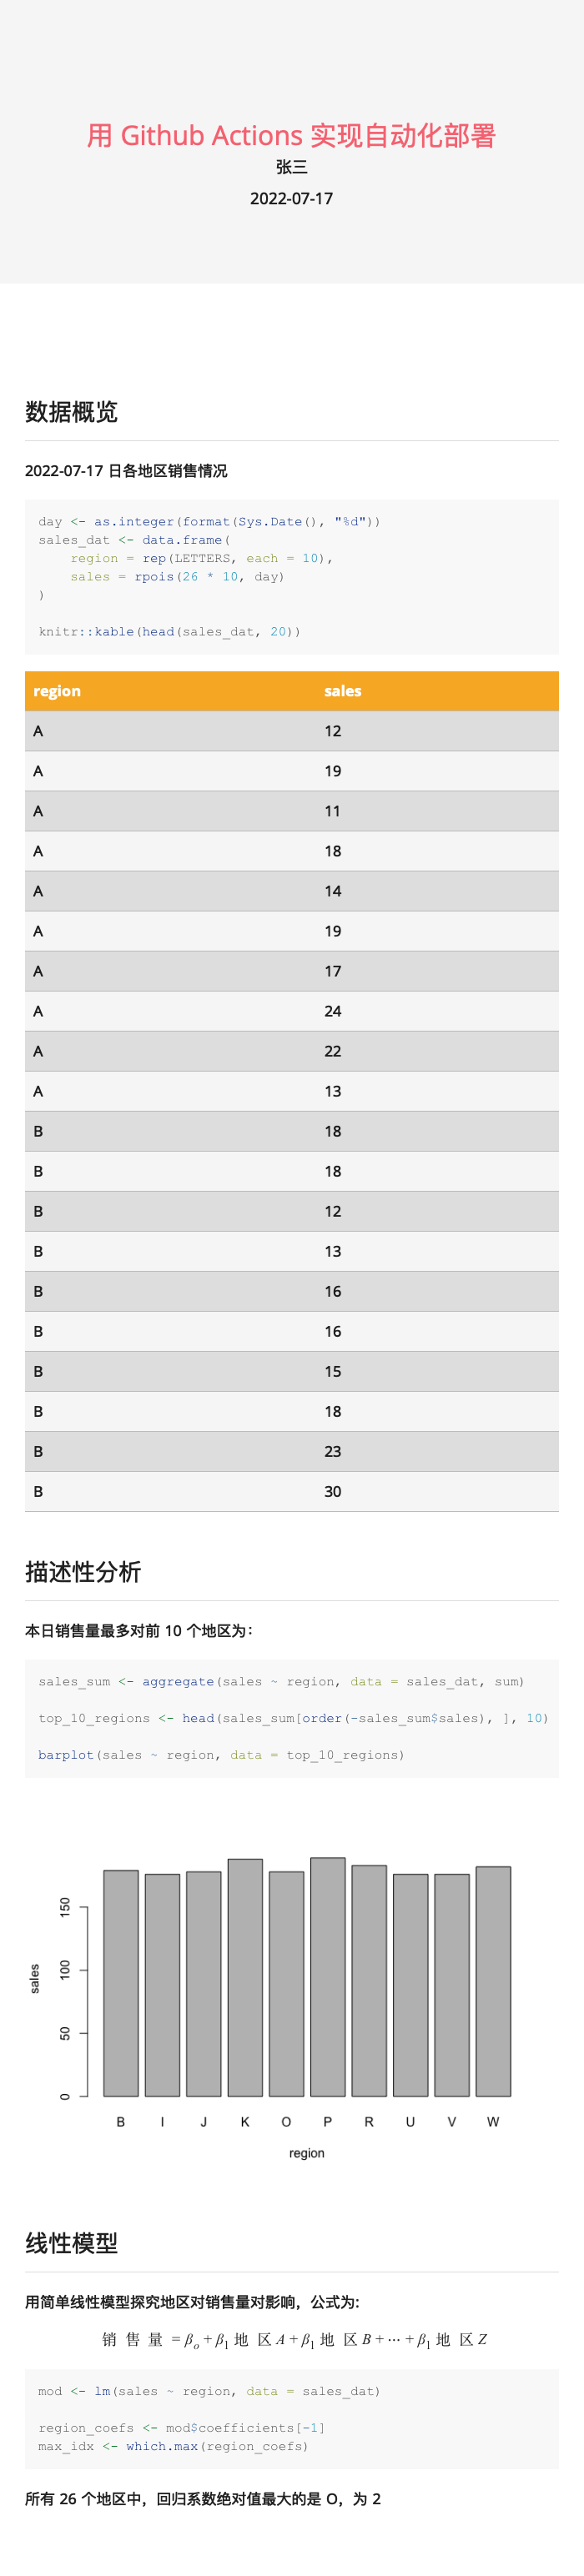 用 Github Actions 实现自动化部署
张三
2022-07-17
数据概览
2022-07-17 日各地区销售情况
day <- as.integer(format(Sys.Date(), "%d"))
sales_dat <- data.frame(
    region = rep(LETTERS, each = 10),
    sales = rpois(26 * 10, day)
)
knitr::kable(head(sales_dat, 20))
region sales
A 12
A 19
A 11
A 18
A 14
A 19
A 17
A 24
A 22
A 13
B 18
B 18
B 12
B 13
B 16
B 16
B 15
B 18
B 23
B 30
描述性分析
本日销售量最多对前 10 个地区为：
sales_sum <- aggregate(sales ~ region, data = sales_dat, sum)
top_10_regions <- head(sales_sum[order(-sales_sum$sales), ], 10)
barplot(sales ~ region, data = top_10_regions)
150
100
50
0
sales
B I J K O P R U V W
region
线性模型
用简单线性模型探究地区对销售量对影响，公式为:
销售量 = β₀ + β₁地区A + β₁地区B + ⋯ + β₁地区Z
mod <- lm(sales ~ region, data = sales_dat)
region_coefs <- mod$coefficients[-1]
max_idx <- which.max(region_coefs)
所有 26 个地区中，回归系数绝对值最大的是 O，为 2